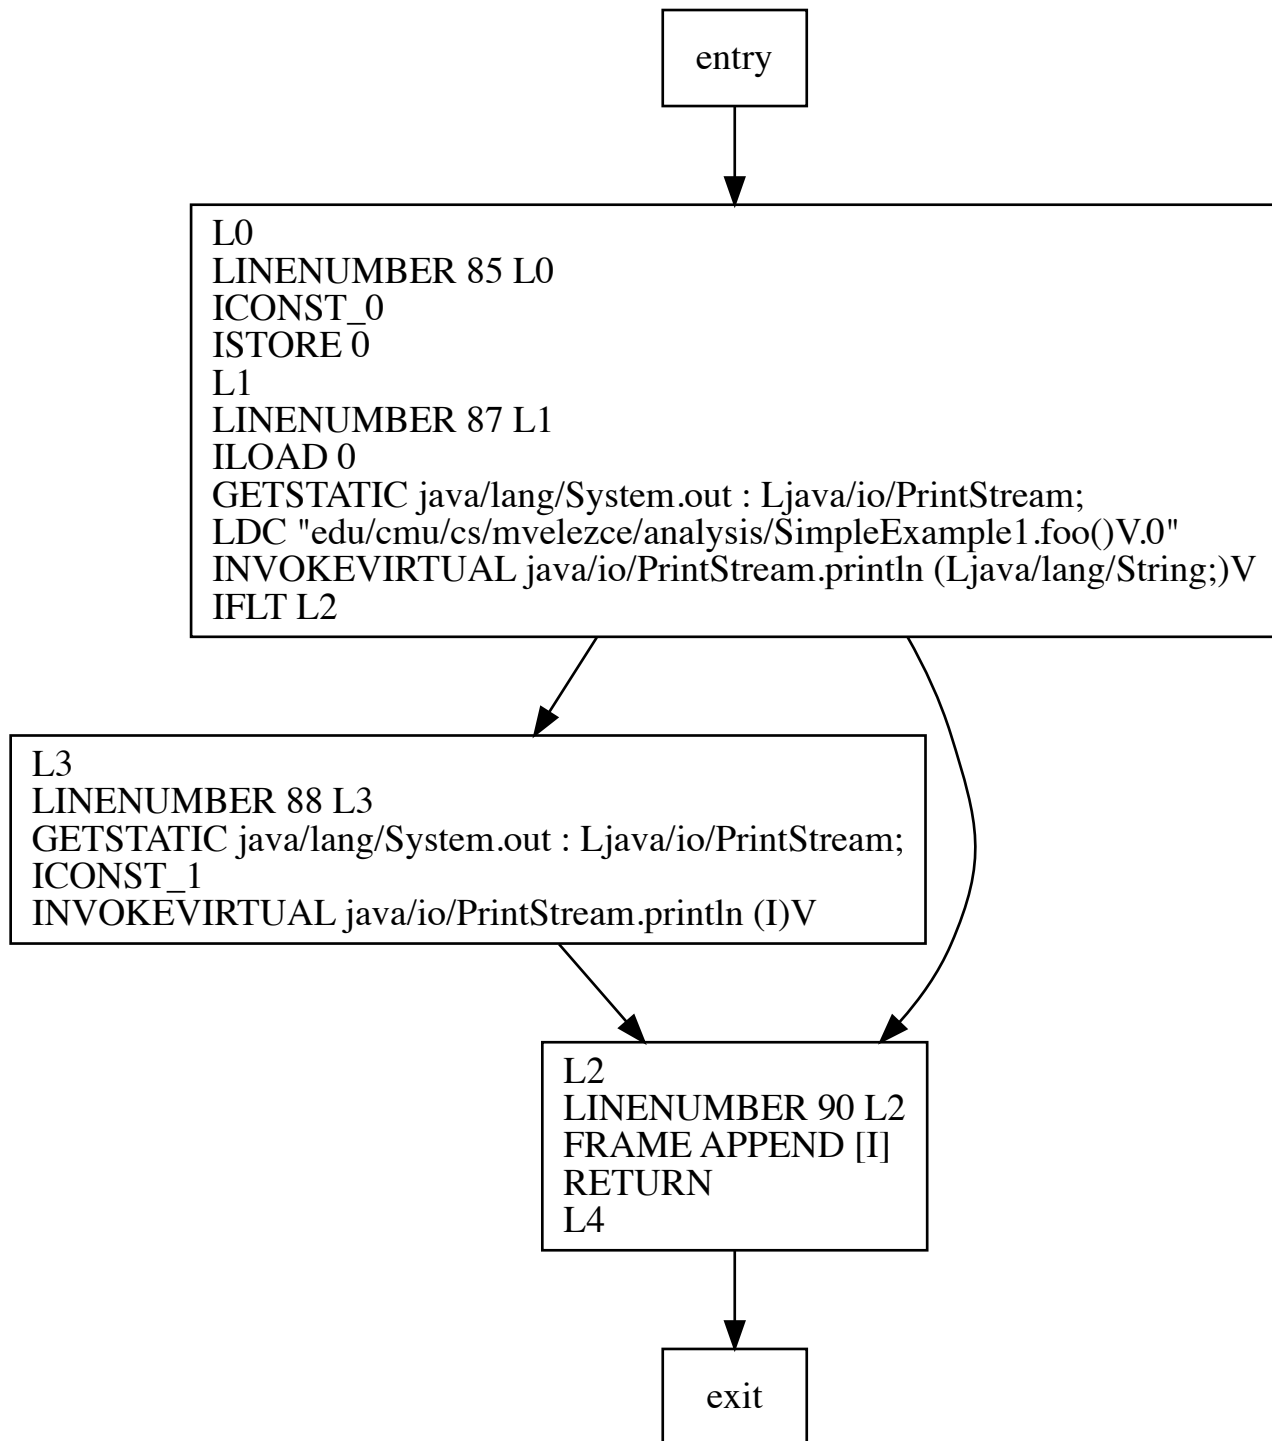 entry
L0
LINENUMBER 85 L0
ICONST_0
ISTORE 0
L1
LINENUMBER 87 L1
ILOAD 0
GETSTATIC java/lang/System.out : Ljava/io/PrintStream;
LDC "edu/cmu/cs/mvelezce/analysis/SimpleExample1.foo()V.0"
INVOKEVIRTUAL java/io/PrintStream.println (Ljava/lang/String;)V
IFLT L2
L3
LINENUMBER 88 L3
GETSTATIC java/lang/System.out : Ljava/io/PrintStream;
ICONST_1
INVOKEVIRTUAL java/io/PrintStream.println (I)V
L2
LINENUMBER 90 L2
FRAME APPEND [I]
RETURN
L4
exit